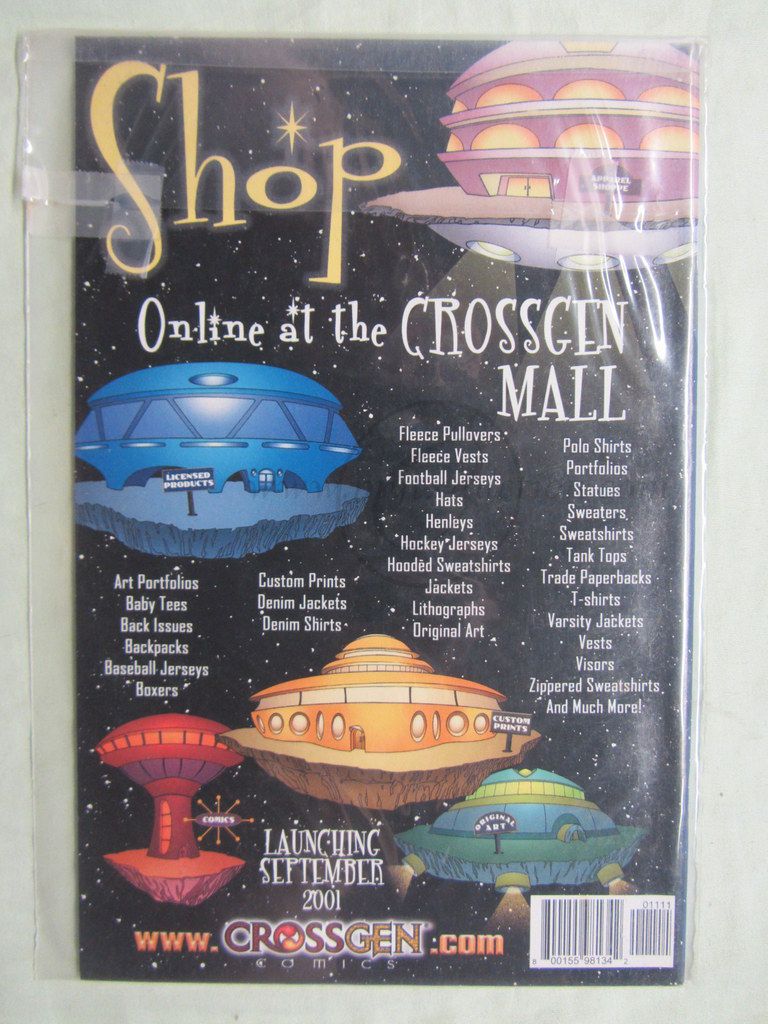 Shop
APPAREL
SHOPPE
Online at the CROSSGEN
MALL
LICENSED
PRODUCTS
Art Portfolios
Baby Tees
Back Issues
Backpacks
Baseball Jerseys
Boxers
Custom Prints
Denim Jackets
Denim Shirts
Fleece Pullovers
Fleece Vests
Football Jerseys
Hats
Henleys
Hockey Jerseys
Hooded Sweatshirts
Jackets
Lithographs
Original Art
Polo Shirts
Portfolios
Statues
Sweaters
Sweatshirts
Tank Tops
Trade Paperbacks
T-shirts
Varsity Jackets
Vests
Visors
Zippered Sweatshirts
And Much More!
CUSTOM
PRINTS
COMICS
ORIGINAL
ART
LAUNCHING
SEPTEMBER
2001
www.CROSSGEN.com
COMICS
01111
8 00155 98134 2